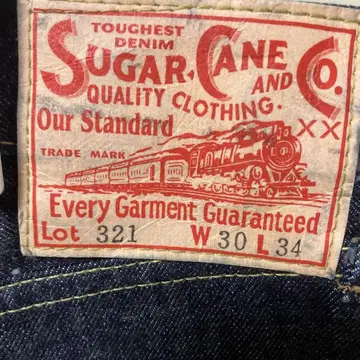 TOUGHEST
DENIM
SUGAR CANE AND CO.
QUALITY CLOTHING.
Our Standard XX
TRADE MARK
Every Garment Guaranteed
Lot 321 W 30 L 34